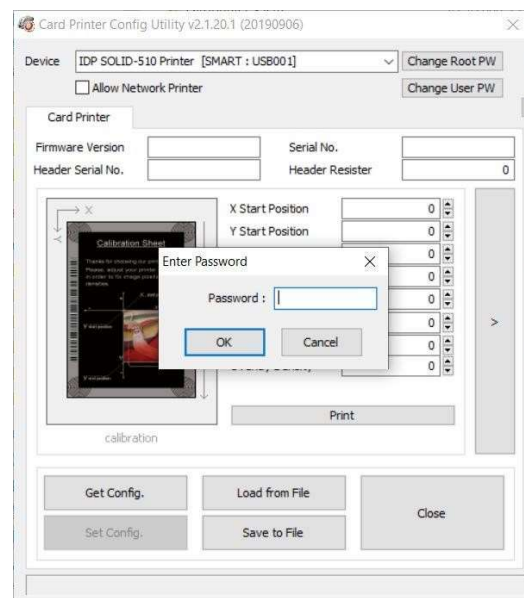 Card Printer Config Utility v2.1.20.1 (20190906)
Device IDP SOLID-510 Printer [SMART : USB001] Change Root PW
Allow Network Printer Change User PW
Card Printer
Firmware Version Serial No.
Header Serial No. Header Resister 0
X
Y
Calibration Sheet
X Start Position 0
Y Start Position 0
0
0
0
0
0
0
Enter Password
Password :
OK Cancel
>
Print
calibration
Get Config. Load from File Close
Set Config. Save to File